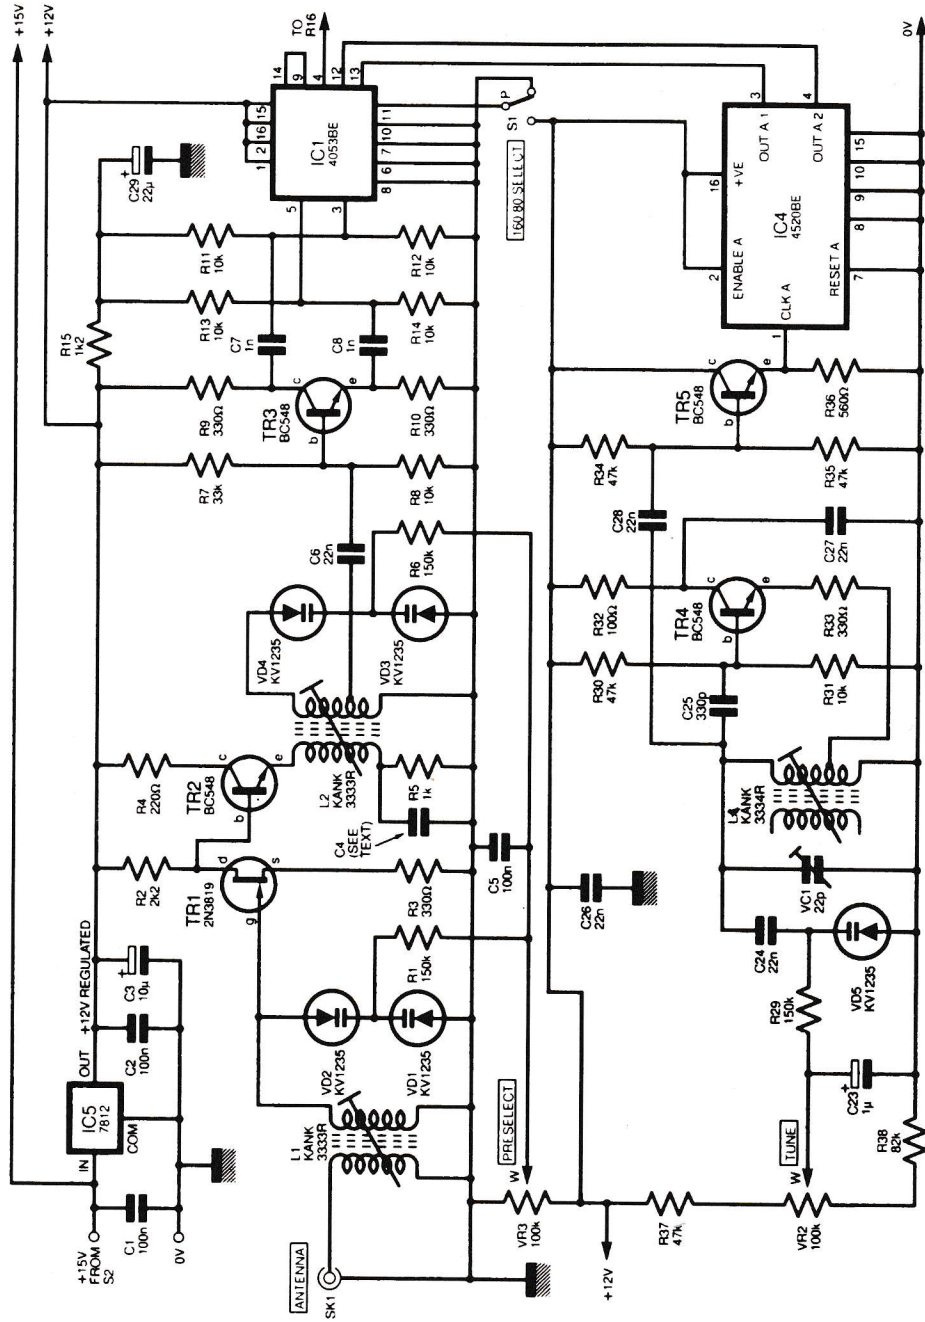 +15V
+12V
+15V
FROM
S2
C1
100n
0V
IN
IC5
7812
COM
OUT
+12V REGULATED
C2
100n
C3
10µ
+
R2
2k2
R4
220Ω
TR1
2N3819
g
d
s
TR2
BC548
b
c
e
R3
330Ω
C4
(SEE
TEXT)
R5
1k
L2
KANK
3333R
VD4
KV1235
VD3
KV1235
C6
22n
R6
150k
R7
33k
R8
10k
R9
330Ω
TR3
BC548
b
c
e
R10
330Ω
R15
1k2
C7
1n
C8
1n
R13
10k
R14
10k
R11
10k
R12
10k
C29
22µ
+
IC1
4053BE
1
2
16
15
14
9
4
12
13
5
3
8
6
7
10
11
TO
R16
P
S1
160 80 SELECT
ANTENNA
SK1
L1
KANK
3333R
VD2
KV1235
VD1
KV1235
R1
150k
C5
100n
PRESELECT
W
VR3
100k
+12V
R37
47k
TUNE
W
VR2
100k
R38
82k
C23
1µ
+
R29
150k
C24
22n
VD5
KV1235
VC1
22p
C26
22n
L4
KANK
3334R
C25
330p
R30
47k
R31
10k
R32
100Ω
TR4
BC548
b
c
e
R33
330Ω
C28
22n
C27
22n
R34
47k
R35
47k
TR5
BC548
b
c
e
R36
560Ω
IC4
4520BE
2
ENABLE A
16
+VE
1
CLK A
3
OUT A 1
4
OUT A 2
RESET A
7
8
9
10
15
0V